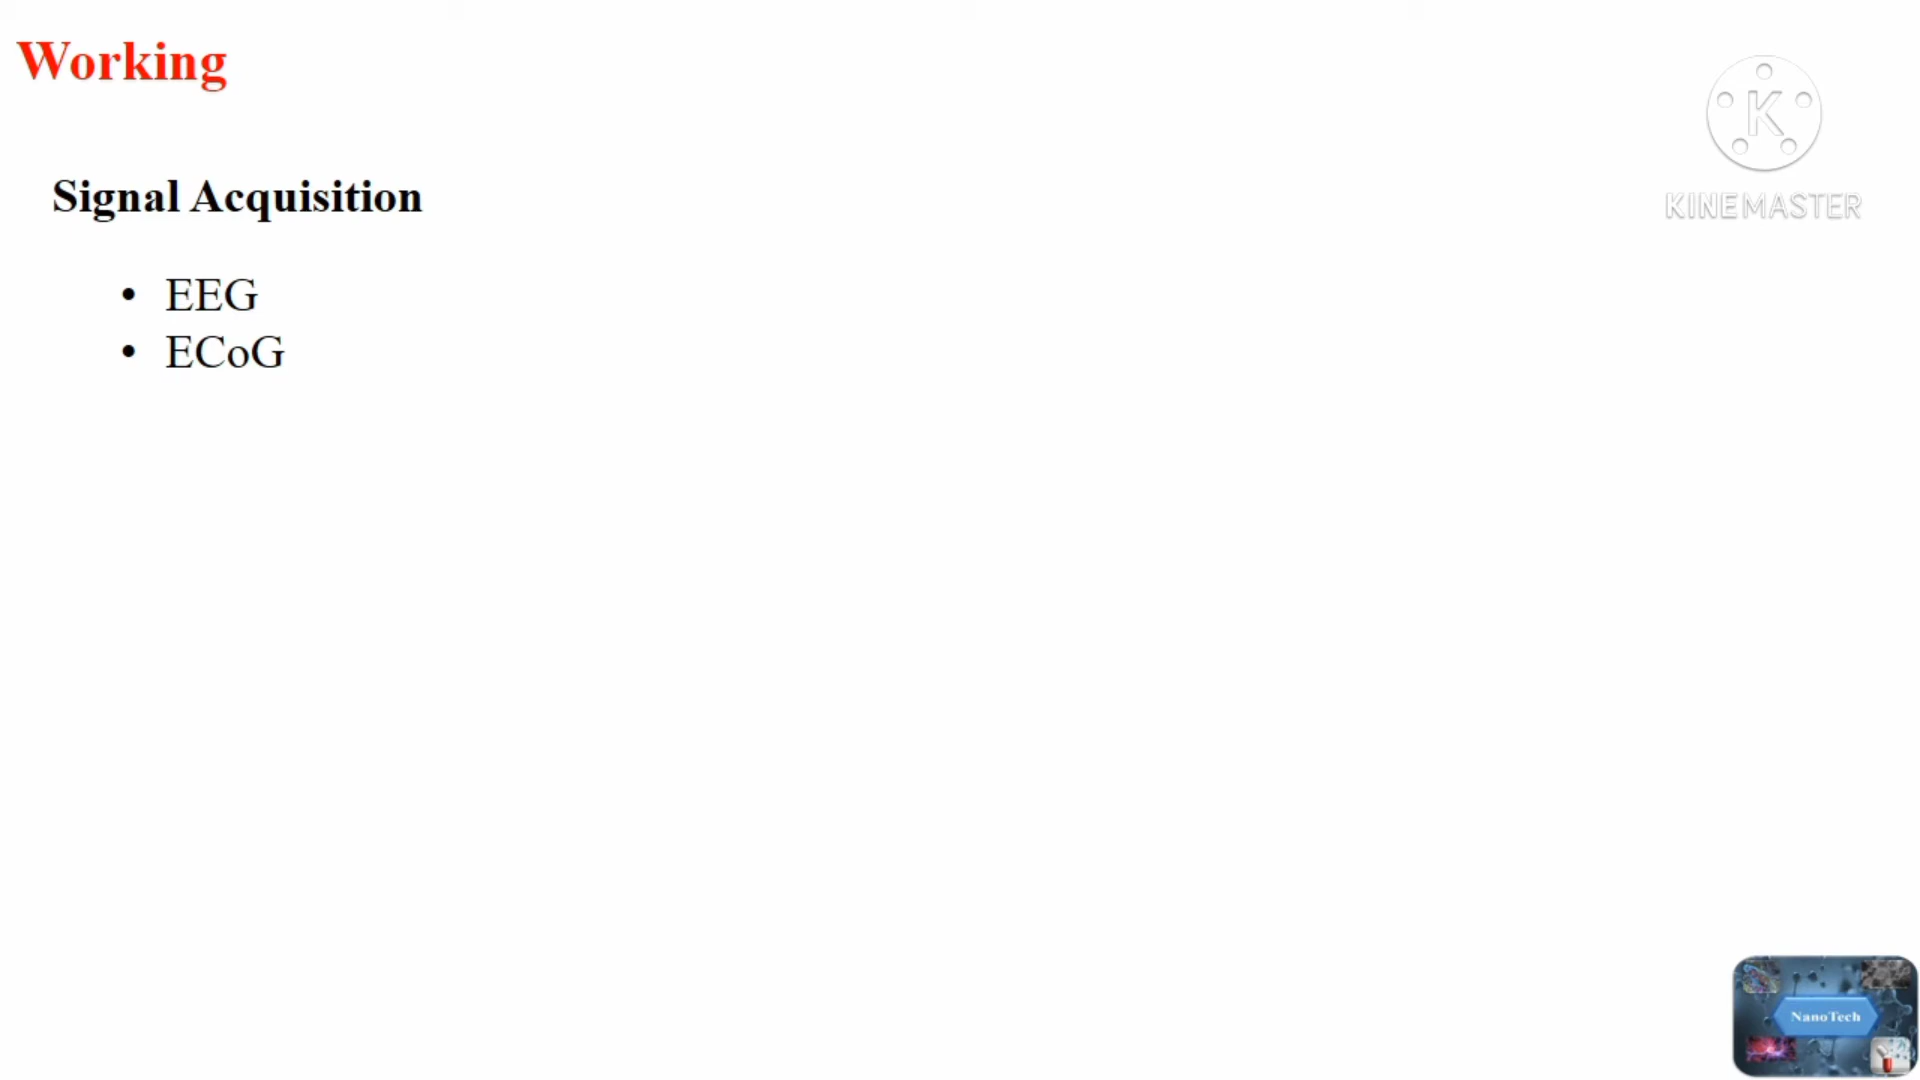 Working
K
KINEMASTER
Signal Acquisition
• EEG
• ECoG
NanoTech